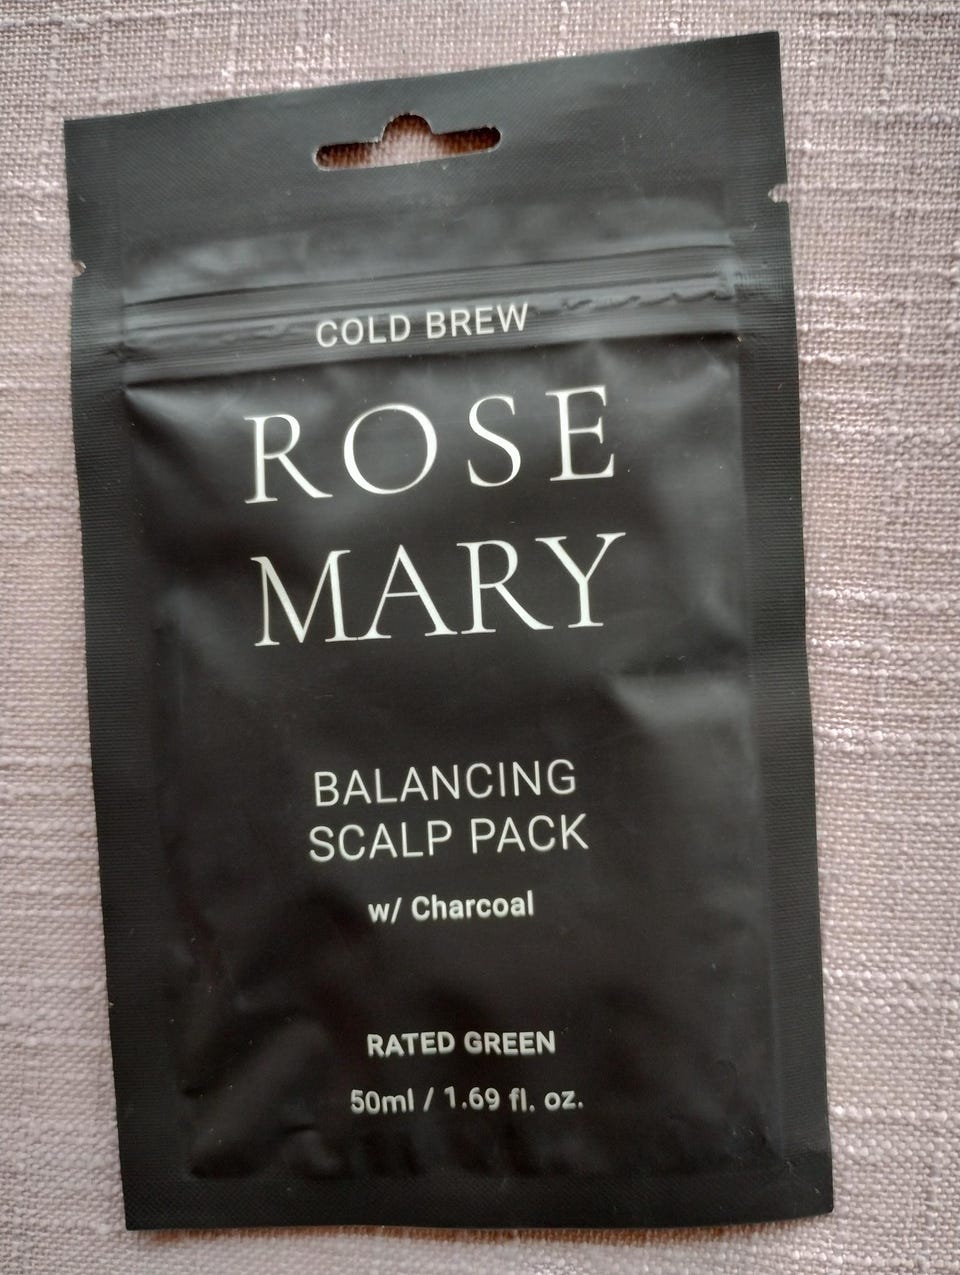 COLD BREW
ROSE
MARY
BALANCING
SCALP PACK
w/ Charcoal
RATED GREEN
50ml / 1.69 fl. oz.